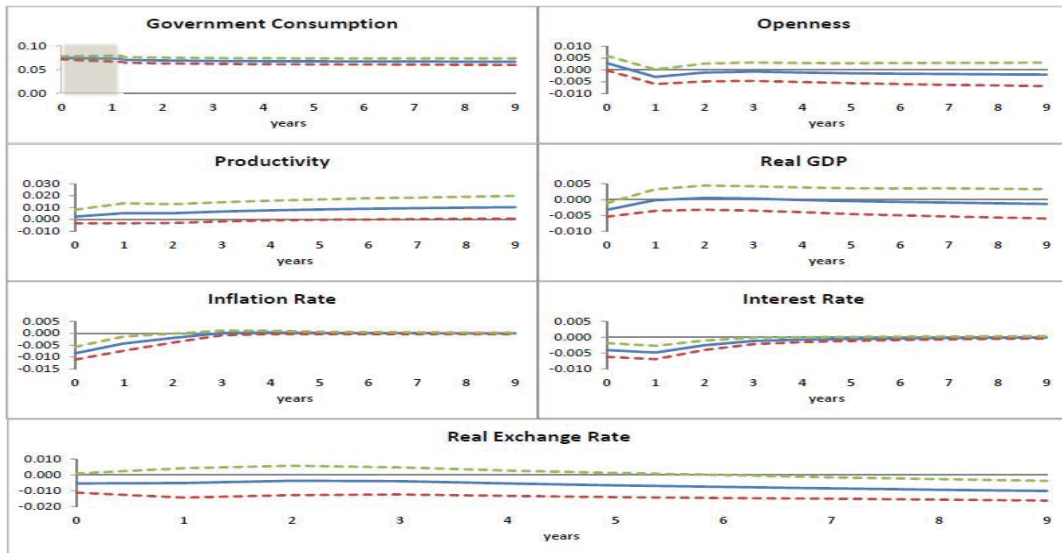 Government Consumption
0.10
0.05
0.00
0 1 2 3 4 5 6 7 8 9
years
Openness
0.010
0.005
0.000
-0.005
-0.010
0 1 2 3 4 5 6 7 8 9
years
Productivity
0.030
0.020
0.010
0.000
-0.010
0 1 2 3 4 5 6 7 8 9
years
Real GDP
0.005
0.000
-0.005
-0.010
0 1 2 3 4 5 6 7 8 9
years
Inflation Rate
0.005
0.000
-0.005
-0.010
-0.015
0 1 2 3 4 5 6 7 8 9
years
Interest Rate
0.005
0.000
-0.005
-0.010
0 1 2 3 4 5 6 7 8 9
years
Real Exchange Rate
0.010
0.000
-0.010
-0.020
0 1 2 3 4 5 6 7 8 9
years